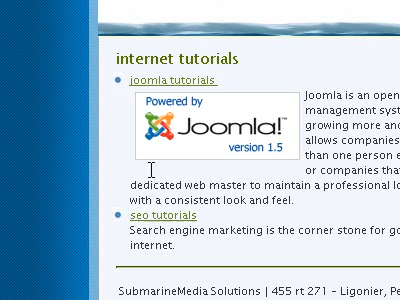 internet tutorials
joomla tutorials
Powered by
Joomla!™
version 1.5
Joomla is an open
management syst
growing more and
allows companies
than one person e
or companies that
dedicated web master to maintain a professional lo
with a consistent look and feel.
seo tutorials
Search engine marketing is the corner stone for go
internet.
SubmarineMedia Solutions | 455 rt 271 – Ligonier, Pe